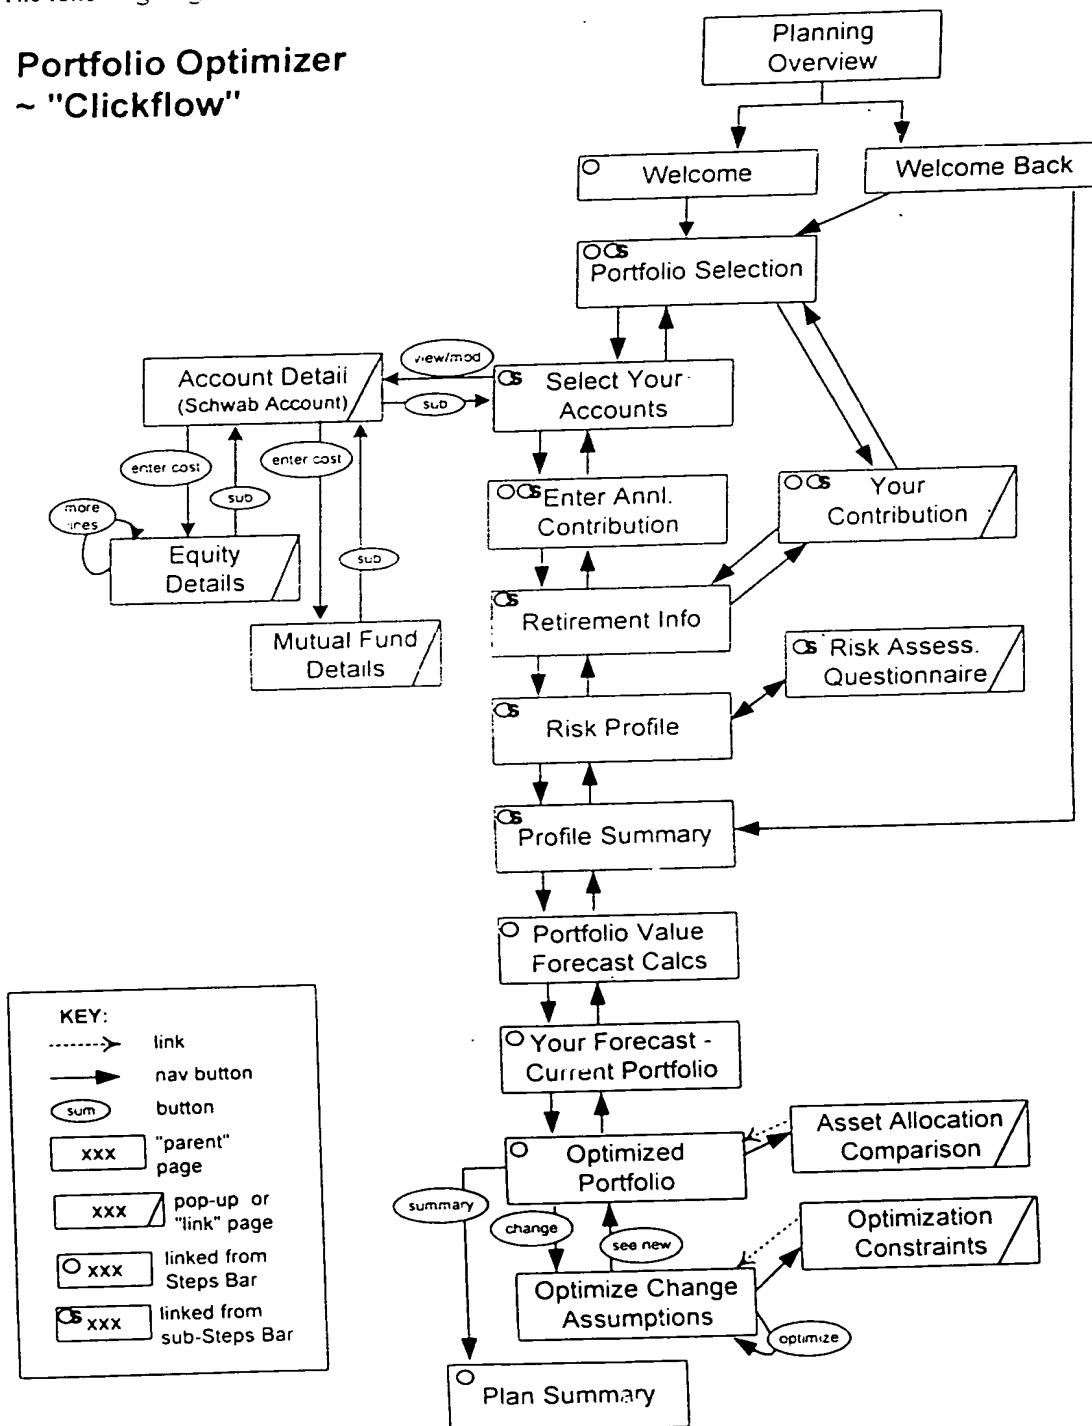 Portfolio Optimizer
~ "Clickflow"
Planning
Overview
Welcome
Welcome Back
Portfolio Selection
view/mod
Account Detail
(Schwab Account)
sub
Select Your
Accounts
enter cost
enter cost
sub
more
Enter Annl.
Contribution
Your
Contribution
Equity
Details
sub
Retirement Info
Mutual Fund
Details
Risk Assess.
Questionnaire
Risk Profile
Profile Summary
Portfolio Value
Forecast Calcs
Your Forecast -
Current Portfolio
Optimized
Portfolio
Asset Allocation
Comparison
summary
change
see new
Optimization
Constraints
Optimize Change
Assumptions
optimize
Plan Summary
KEY:
link
nav button
sum button
xxx "parent"
page
xxx pop-up or
"link" page
xxx linked from
Steps Bar
S xxx linked from
sub-Steps Bar